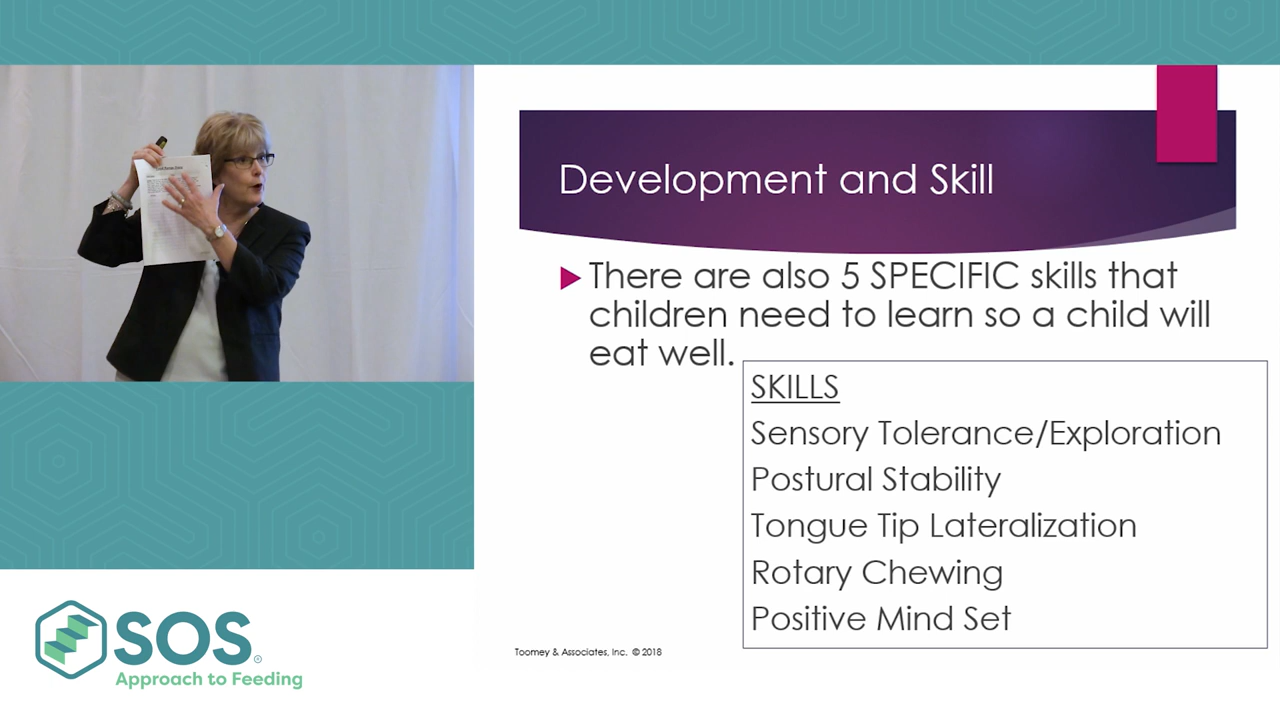 Development and Skill
There are also 5 SPECIFIC skills that
children need to learn so a child will
eat well.
SKILLS
Sensory Tolerance/Exploration
Postural Stability
Tongue Tip Lateralization
Rotary Chewing
Positive Mind Set
Toomey & Associates, Inc. © 2018
SOS®
Approach to Feeding